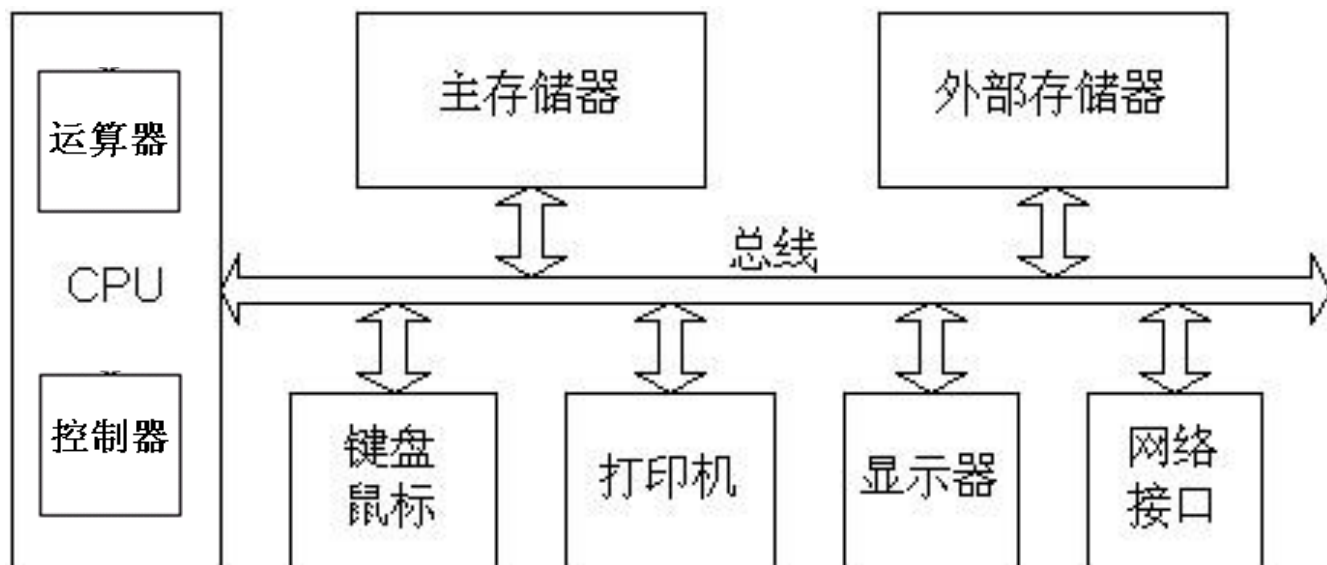 主存储器
外部存储器
运算器
总线
CPU
控制器
键盘
鼠标
打印机
显示器
网络
接口